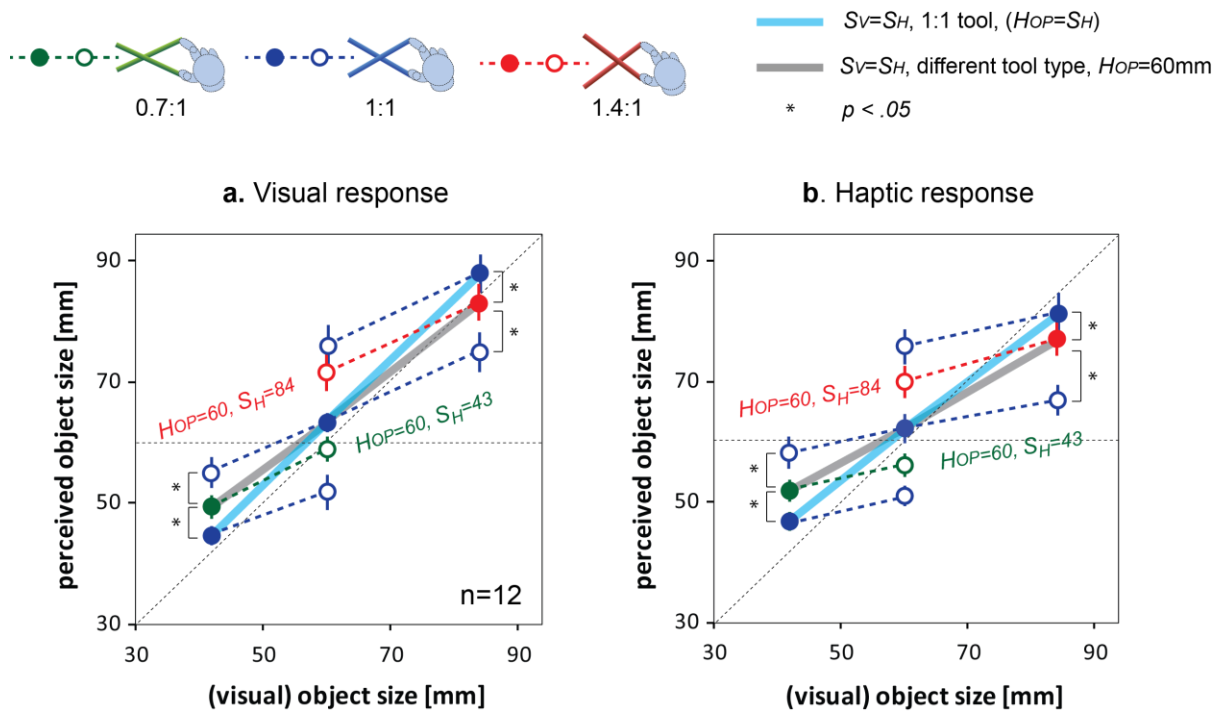 0.7:1
1:1
1.4:1
SV=SH, 1:1 tool, (HOP=SH)
SV=SH, different tool type, HOP=60mm
* p < .05
a. Visual response
perceived object size [mm]
90
70
50
30
HOP=60, SH=84
HOP=60, SH=43
*
*
*
*
n=12
30
50
70
90
(visual) object size [mm]
b. Haptic response
perceived object size [mm]
90
70
50
30
HOP=60, SH=84
HOP=60, SH=43
*
*
*
*
30
50
70
90
(visual) object size [mm]